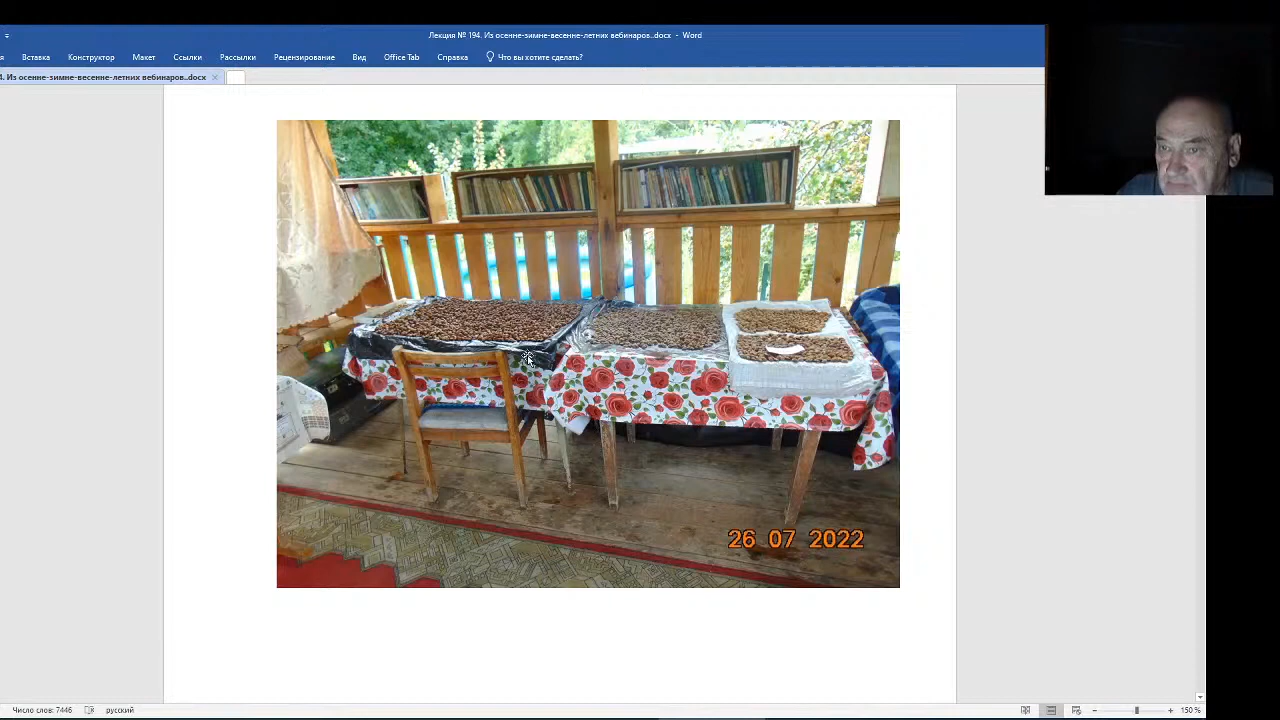 Лекция № 194. Из осенне-зимне-весенне-летних вебинаров..docx - Word
Вставка Конструктор Макет Ссылки Рассылки Рецензирование Вид Office Tab Справка Что вы хотите сделать?
4. Из осенне-зимне-весенне-летних вебинаров..docx
26 07 2022
Число слов: 7446 русский 150 %